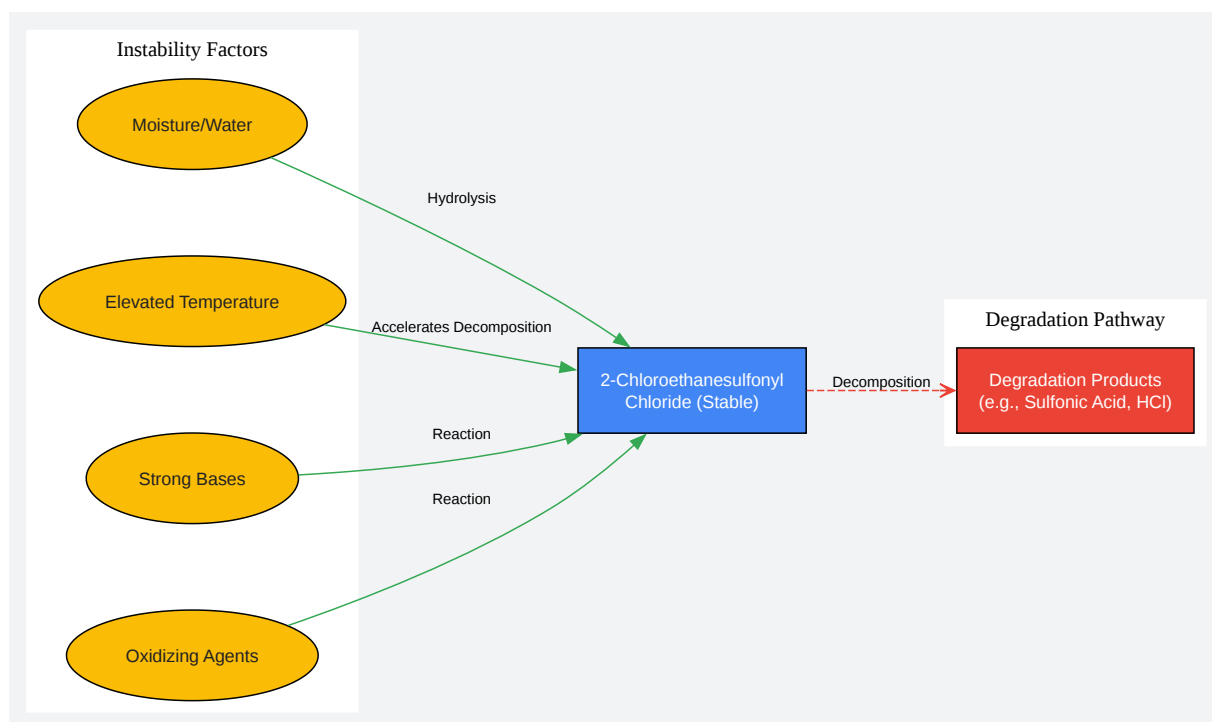 Instability Factors
Moisture/Water
Hydrolysis
Elevated Temperature
Accelerates Decomposition
Strong Bases
Reaction
Oxidizing Agents
Reaction
2-Chloroethanesulfonyl
Chloride (Stable)
Decomposition
Degradation Pathway
Degradation Products
(e.g., Sulfonic Acid, HCl)